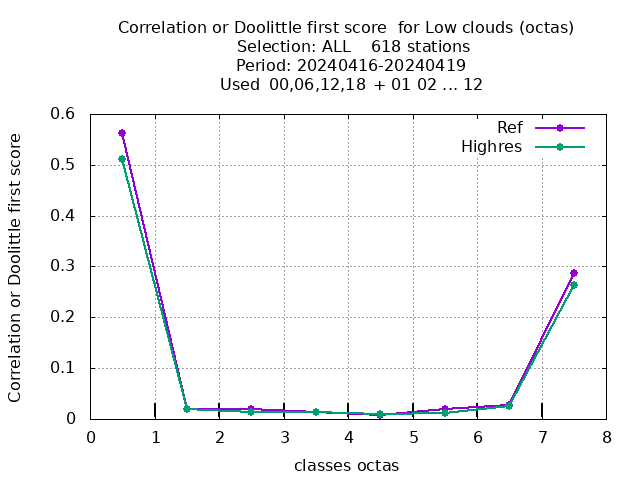 Correlation or Doolittle first score  for Low clouds (octas)
Selection: ALL    618 stations
Period: 20240416-20240419
Used  00,06,12,18  + 01 02 ... 12
Ref
Highres
Correlation or Doolittle first score
0.6
0.5
0.4
0.3
0.2
0.1
0
0 1 2 3 4 5 6 7 8
classes octas